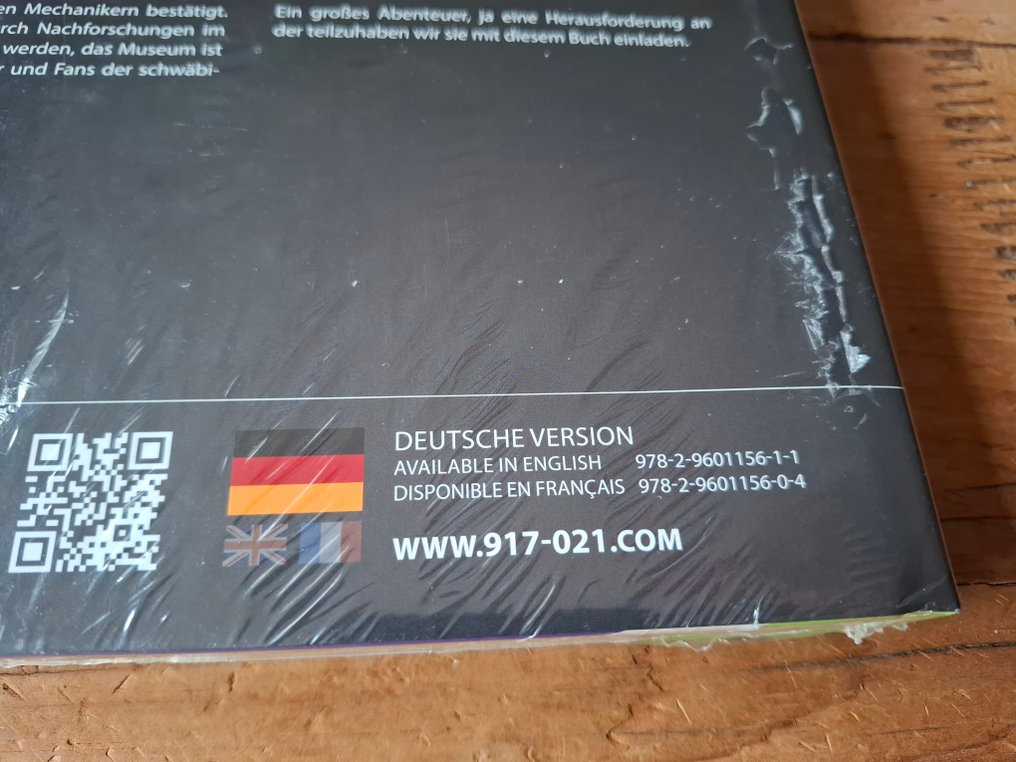 en Mechanikern bestätigt.
rch Nachforschungen im
werden, das Museum ist
r und Fans der schwäbi-
Ein großes Abenteuer, ja eine Herausforderung an
der teilzuhaben wir sie mit diesem Buch einladen.
DEUTSCHE VERSION
AVAILABLE IN ENGLISH 978-2-9601156-1-1
DISPONIBLE EN FRANÇAIS 978-2-9601156-0-4
WWW.917-021.COM